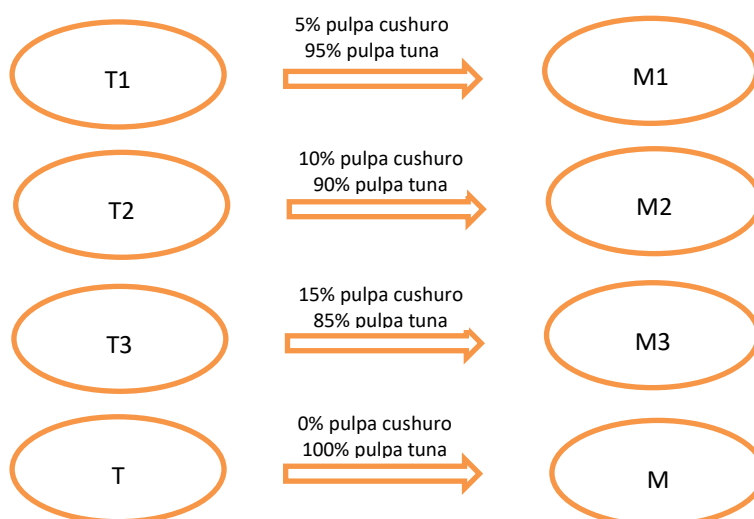 5% pulpa cushuro
95% pulpa tuna
T1
M1
10% pulpa cushuro
90% pulpa tuna
T2
M2
15% pulpa cushuro
85% pulpa tuna
T3
M3
0% pulpa cushuro
100% pulpa tuna
T
M